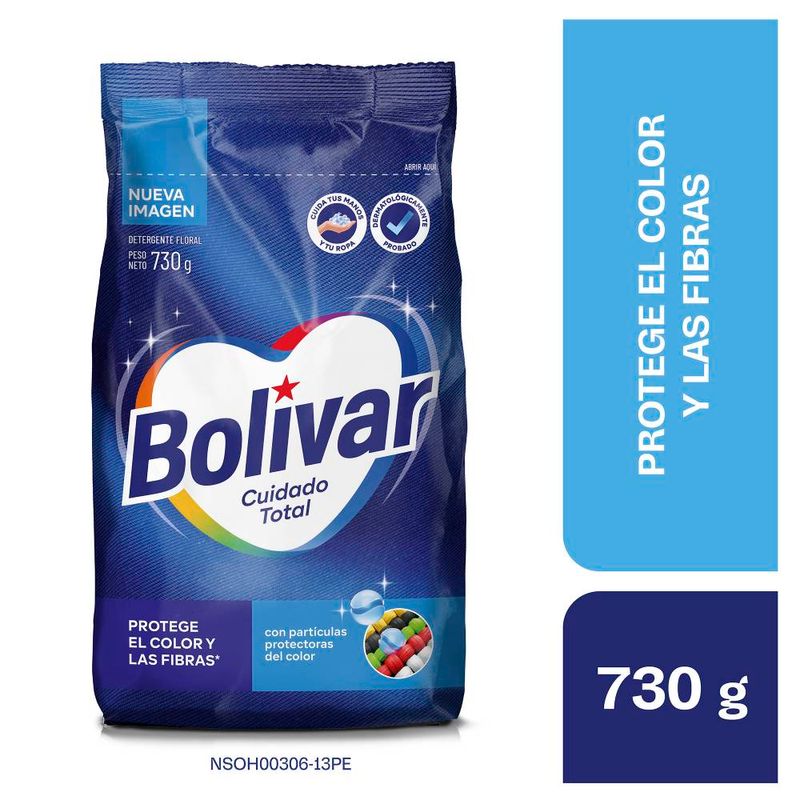 ABRIR AQUÍ
NUEVA
IMAGEN
DETERGENTE FLORAL
PESO
NETO 730 g
CUIDA TUS MANOS
Y TU ROPA
DERMATOLÓGICAMENTE
PROBADO
Bolivar
Cuidado
Total
PROTEGE
EL COLOR Y
LAS FIBRAS*
con partículas
protectoras
del color
NSOH00306-13PE
PROTEGE EL COLOR
Y LAS FIBRAS
730 g